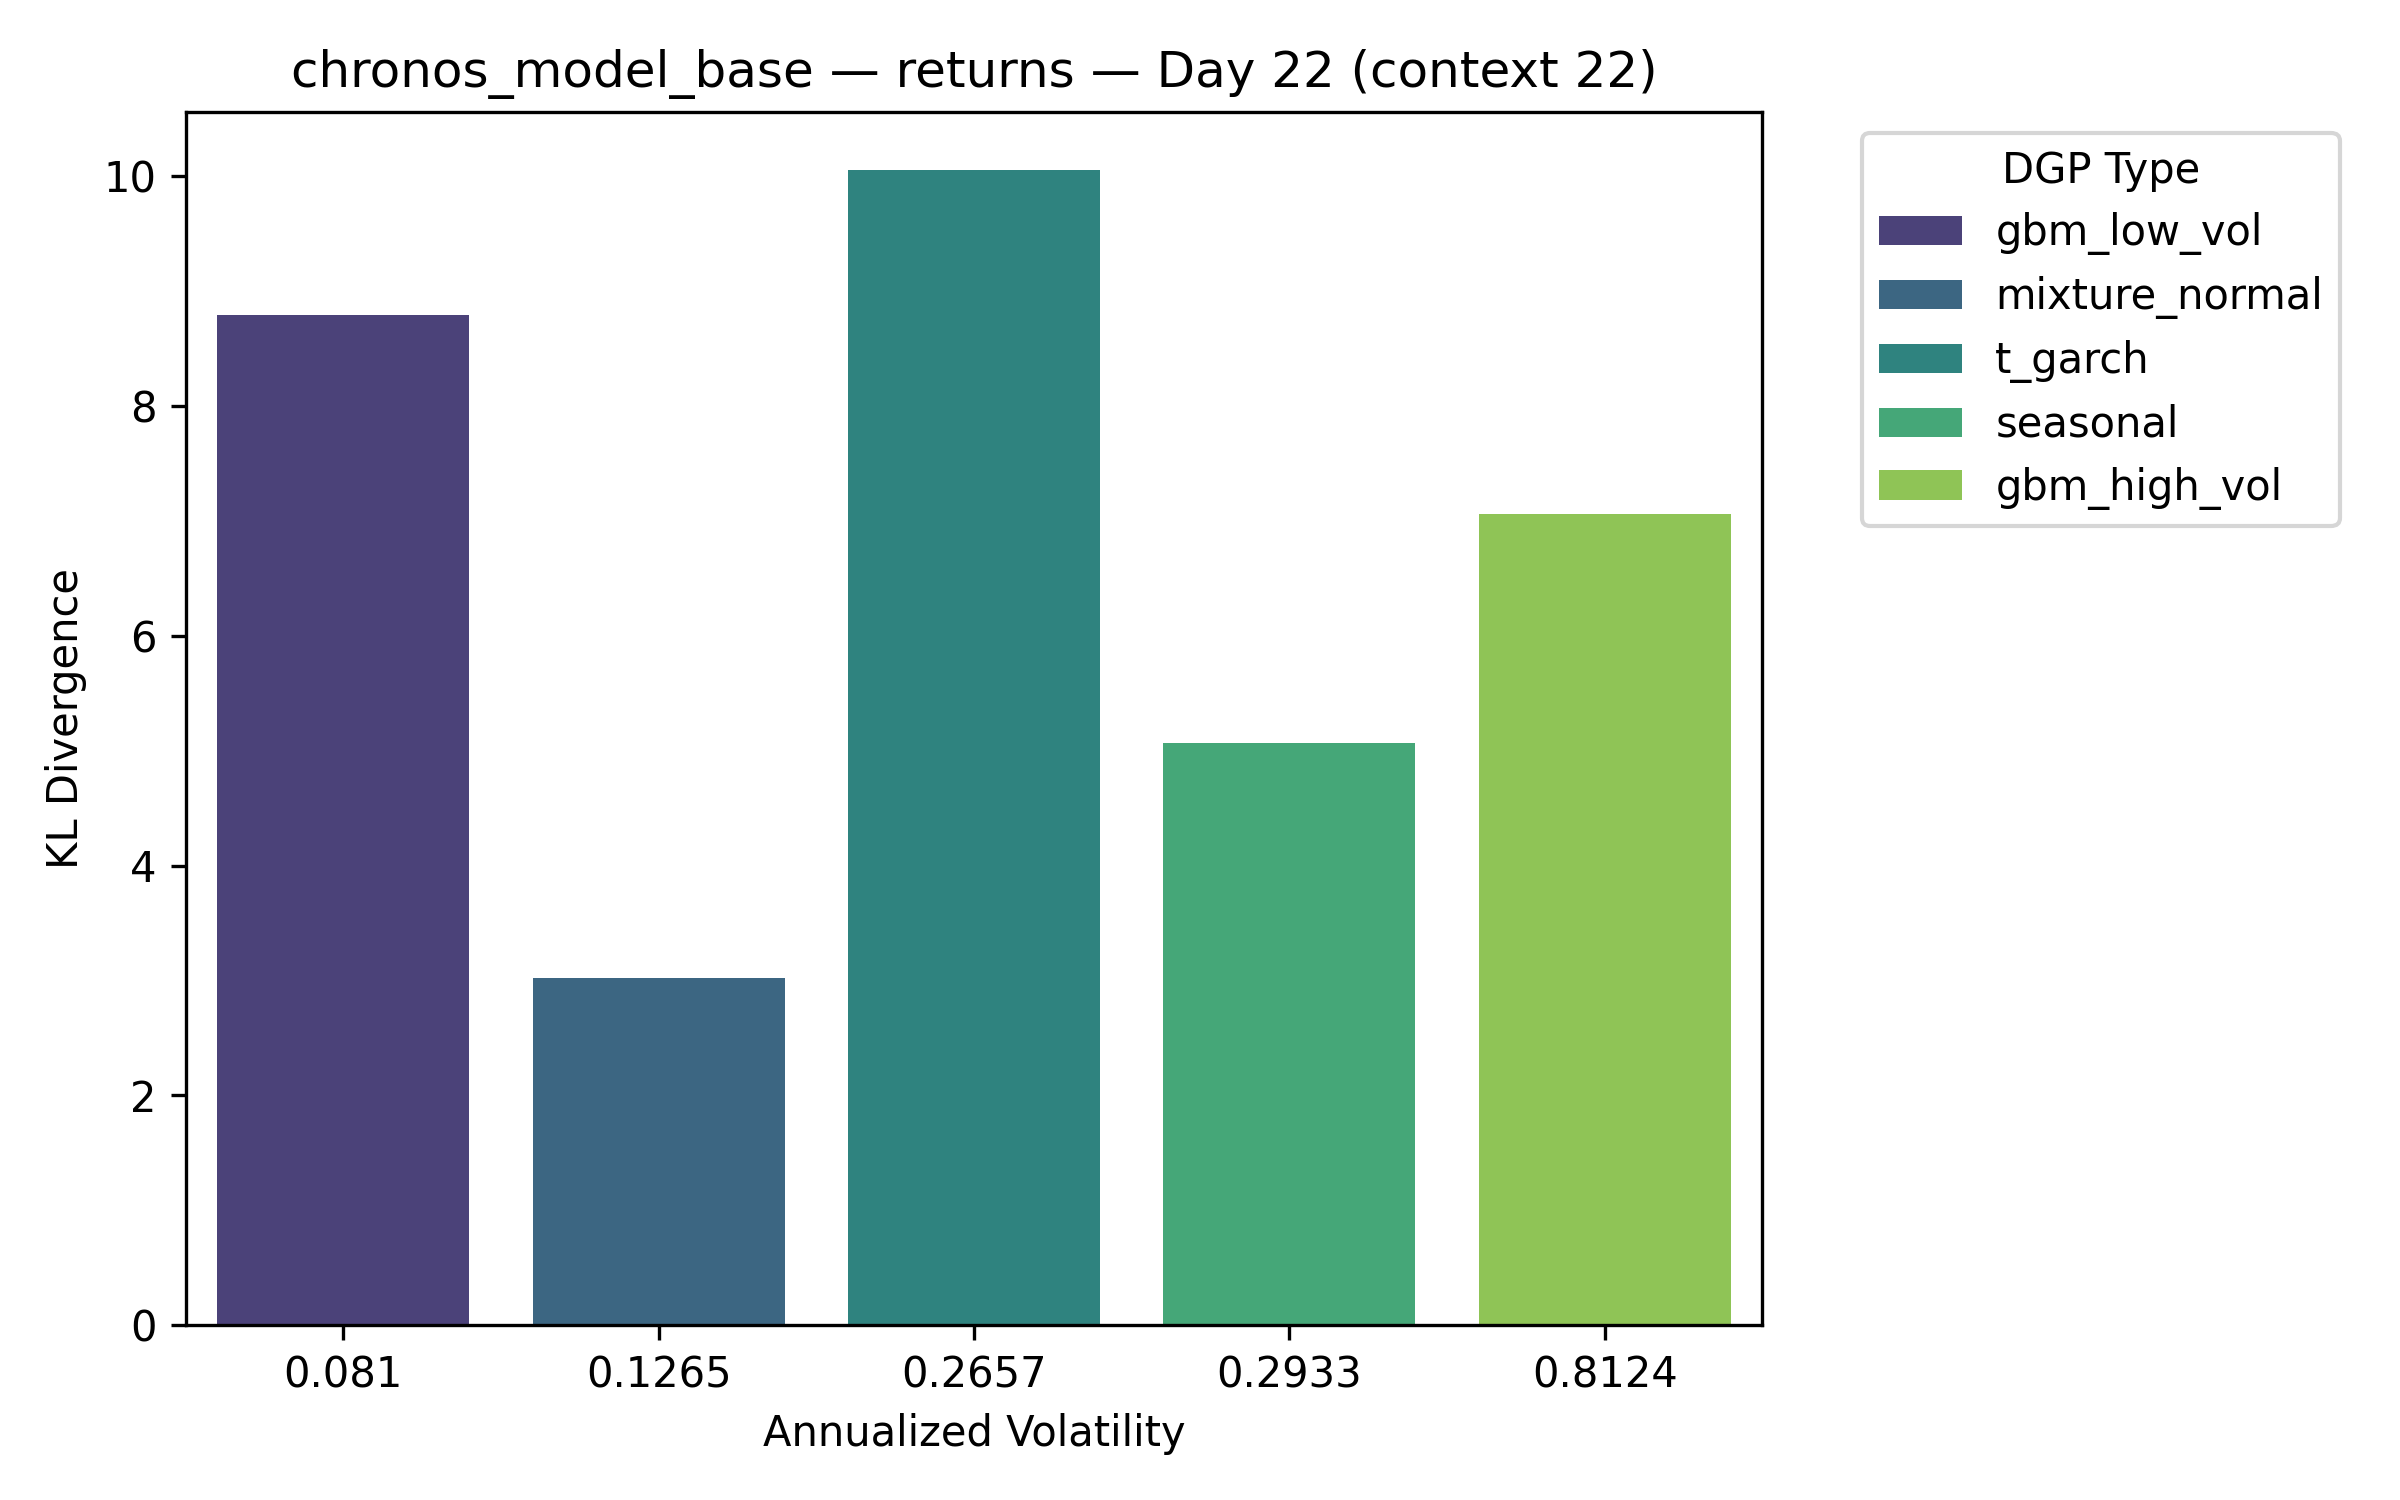 chronos_model_base — returns — Day 22 (context 22)
DGP Type
gbm_low_vol
mixture_normal
t_garch
seasonal
gbm_high_vol
KL Divergence
10
8
6
4
2
0
0.081 0.1265 0.2657 0.2933 0.8124
Annualized Volatility